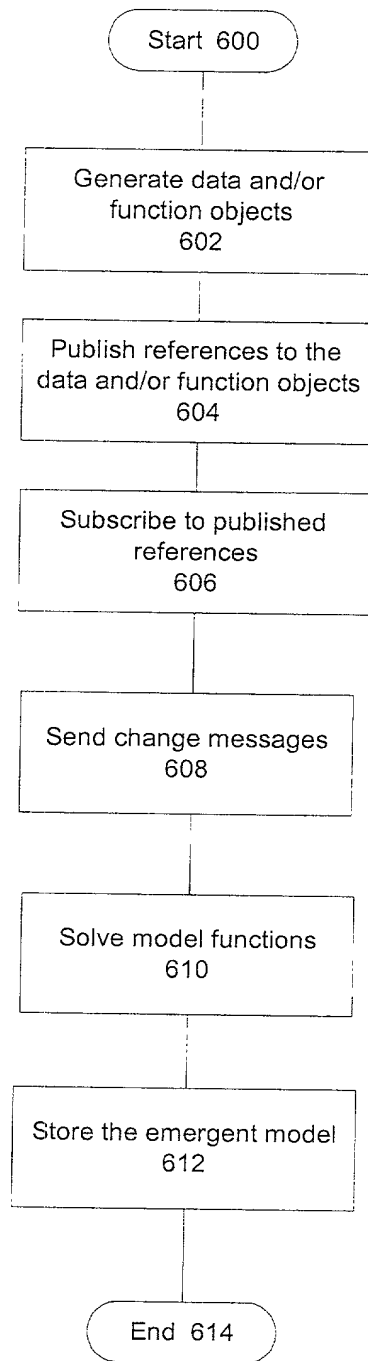 Start 600
Generate data and/or
function objects
602
Publish references to the
data and/or function objects
604
Subscribe to published
references
606
Send change messages
608
Solve model functions
610
Store the emergent model
612
End 614